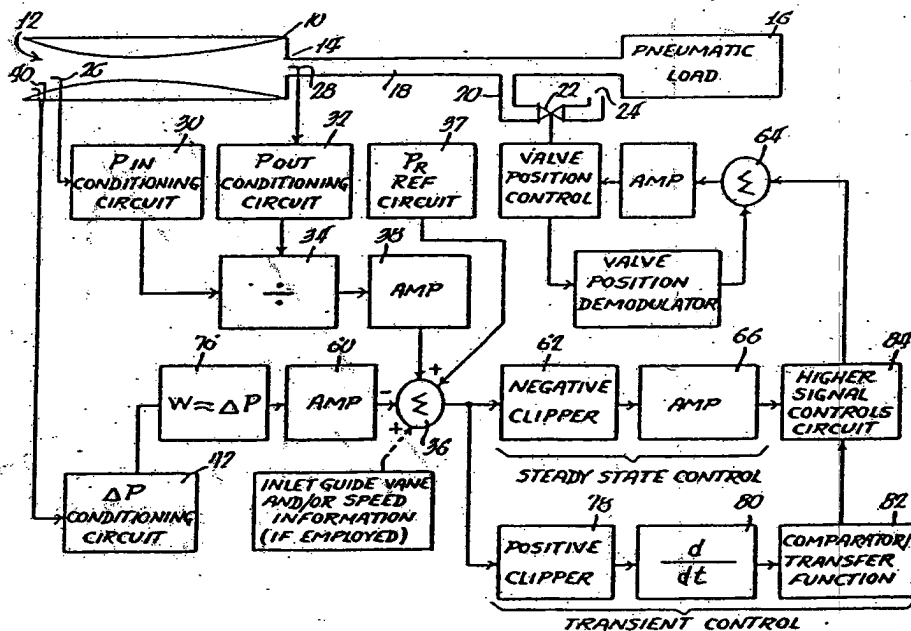 12
10
14
16
PNEUMATIC
LOAD
40
26
28
18
20
22
24
30
P IN
CONDITIONING
CIRCUIT
32
P OUT
CONDITIONING
CIRCUIT
37
PR
REF
CIRCUIT
VALVE
POSITION
CONTROL
AMP
64
Σ
34
÷
38
AMP
VALVE
POSITION
DEMODULATOR
76
W ≈ ΔP
60
AMP
+
-
Σ
+
36
62
NEGATIVE
CLIPPER
66
AMP
84
HIGHER
SIGNAL
CONTROLS
CIRCUIT
STEADY STATE CONTROL
42
ΔP
CONDITIONING
CIRCUIT
INLET GUIDE VANE
AND/OR SPEED
INFORMATION
(IF EMPLOYED)
78
POSITIVE
CLIPPER
80
d
dt
82
COMPARATOR/
TRANSFER
FUNCTION
TRANSIENT CONTROL